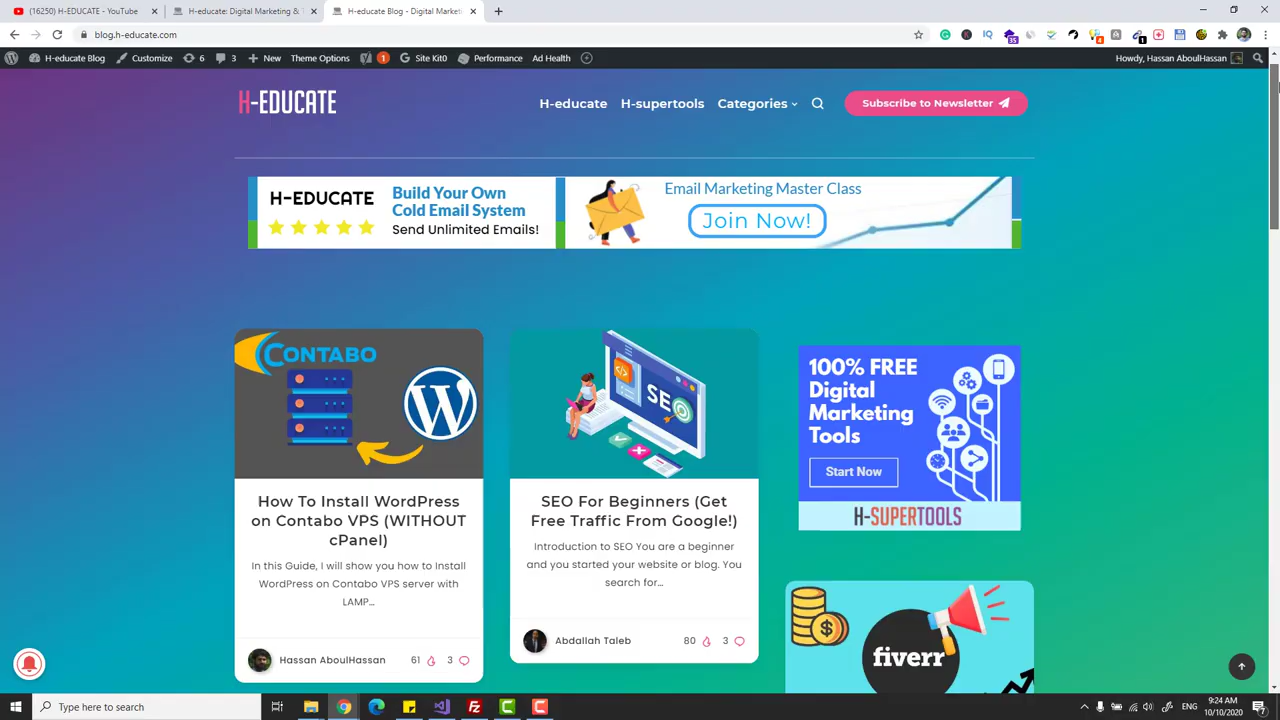 (16250) H-EDUCATE - YouTube
H-educate: Digital Marketing & T
H-educate Blog - Digital Marketin
blog.h-educate.com
35
4
1
H-educate Blog
Customize
6
3
New
Theme Options
1
Site Kit0
Performance
Ad Health
Howdy, Hassan AboulHassan
H-EDUCATE
H-educate
H-supertools
Categories
Subscribe to Newsletter
H-EDUCATE
Build Your Own
Cold Email System
Send Unlimited Emails!
Email Marketing Master Class
Join Now!
CONTABO
W
SEO
100% FREE
Digital
Marketing
Tools
Start Now
H-SUPERTOOLS
How To Install WordPress
on Contabo VPS (WITHOUT
cPanel)
In this Guide, I will show you how to Install
WordPress on Contabo VPS server with
LAMP…
Hassan AboulHassan
61
3
SEO For Beginners (Get
Free Traffic From Google!)
Introduction to SEO You are a beginner
and you started your website or blog. You
search for…
Abdallah Taleb
80
3
fiverr
Type here to search
ENG
9:24 AM
10/10/2020
7